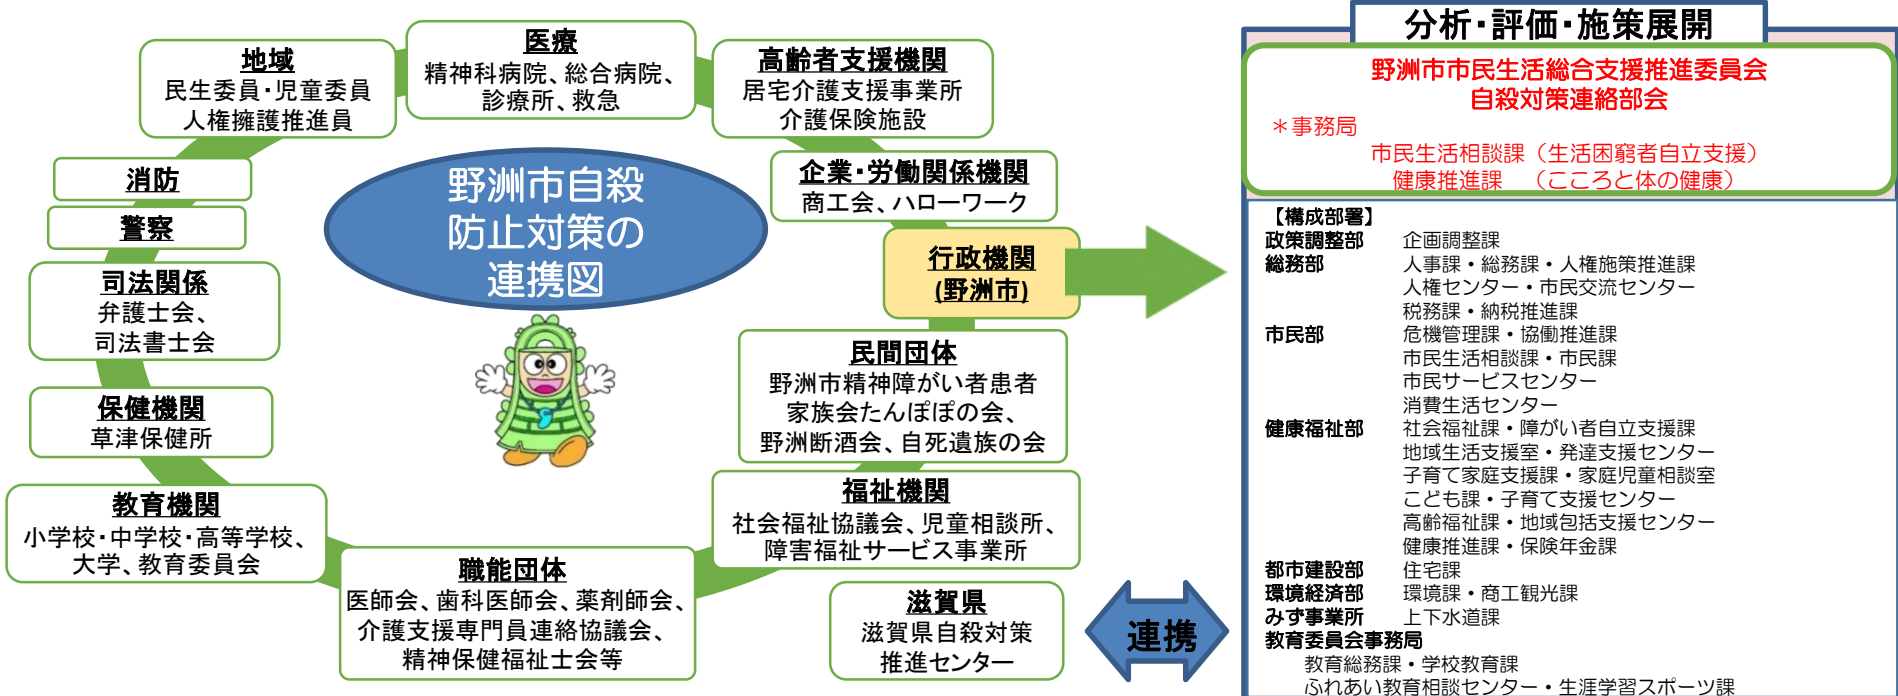 地域
民生委員・児童委員
人権擁護推進員
医療
精神科病院、総合病院、
診療所、救急
高齢者支援機関
居宅介護支援事業所
介護保険施設
消防
警察
企業・労働関係機関
商工会、ハローワーク
野洲市自殺
防止対策の
連携図
行政機関
(野洲市)
司法関係
弁護士会、
司法書士会
民間団体
野洲市精神障がい者患者
家族会たんぽぽの会、
野洲断酒会、自死遺族の会
保健機関
草津保健所
教育機関
小学校・中学校・高等学校、
大学、教育委員会
福祉機関
社会福祉協議会、児童相談所、
障害福祉サービス事業所
職能団体
医師会、歯科医師会、薬剤師会、
介護支援専門員連絡協議会、
精神保健福祉士会等
滋賀県
滋賀県自殺対策
推進センター
連携
分析・評価・施策展開
野洲市市民生活総合支援推進委員会
自殺対策連絡部会
＊事務局
市民生活相談課（生活困窮者自立支援）
健康推進課　（こころと体の健康）
【構成部署】
政策調整部　企画調整課
総務部　人事課・総務課・人権施策推進課
人権センター・市民交流センター
税務課・納税推進課
市民部　危機管理課・協働推進課
市民生活相談課・市民課
市民サービスセンター
消費生活センター
健康福祉部　社会福祉課・障がい者自立支援課
地域生活支援室・発達支援センター
子育て家庭支援課・家庭児童相談室
こども課・子育て支援センター
高齢福祉課・地域包括支援センター
健康推進課・保険年金課
都市建設部　住宅課
環境経済部　環境課・商工観光課
みず事業所　上下水道課
教育委員会事務局
教育総務課・学校教育課
ふれあい教育相談センター・生涯学習スポーツ課